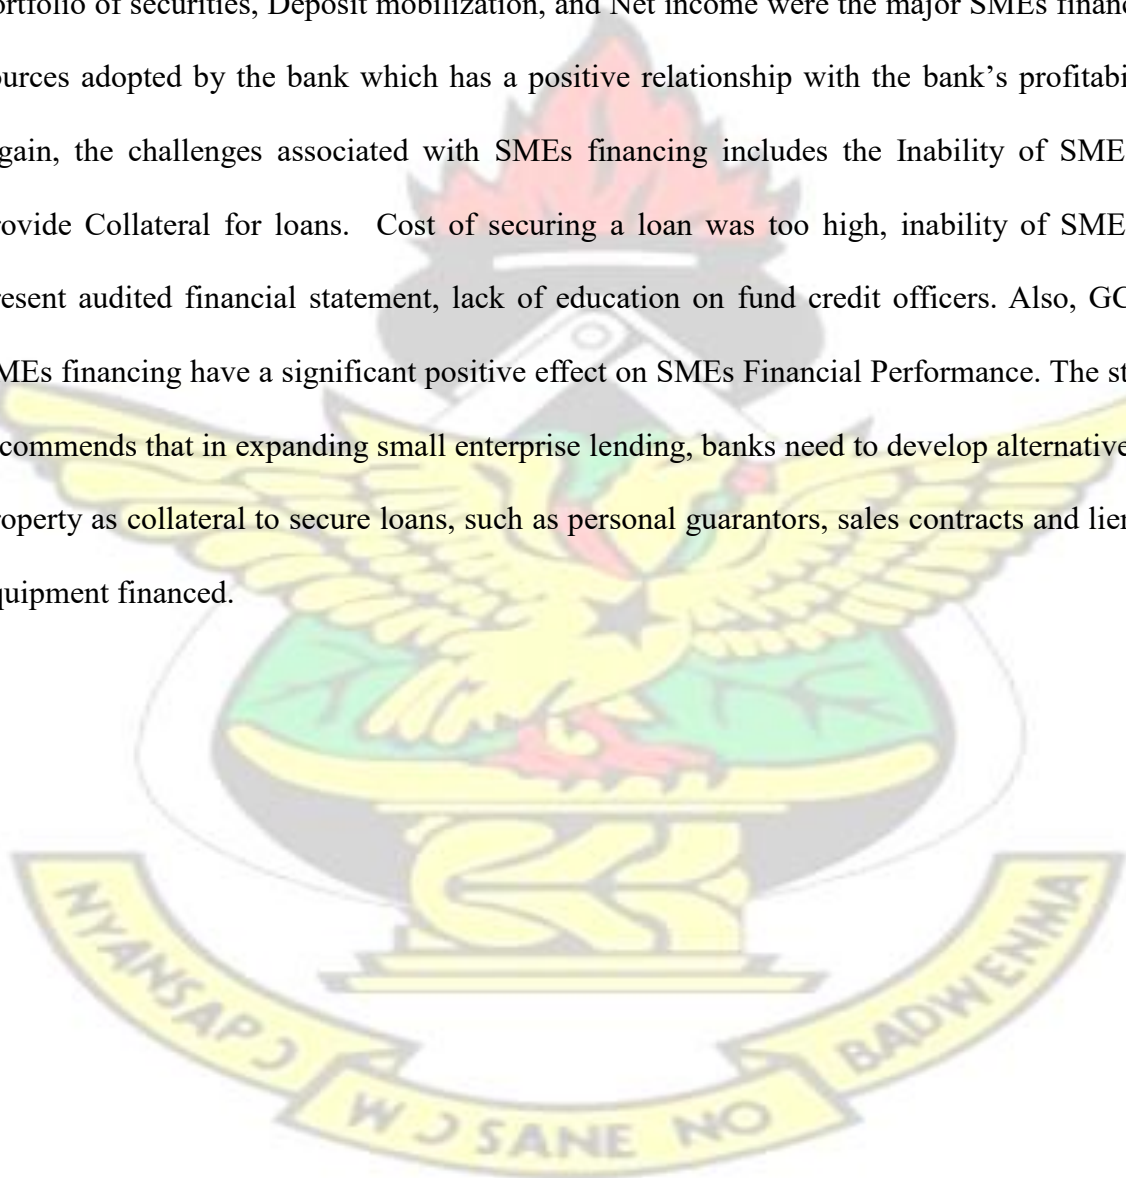 ortfolio of securities, Deposit mobilization, and Net income were the major SMEs financ
ources adopted by the bank which has a positive relationship with the bank’s profitabi
gain, the challenges associated with SMEs financing includes the Inability of SME
rovide Collateral for loans. Cost of securing a loan was too high, inability of SME
resent audited financial statement, lack of education on fund credit officers. Also, GC
MEs financing have a significant positive effect on SMEs Financial Performance. The st
commends that in expanding small enterprise lending, banks need to develop alternative
roperty as collateral to secure loans, such as personal guarantors, sales contracts and lien
quipment financed.
NYANSAP Ɔ
W Ɔ SANE NO
BADWENMA